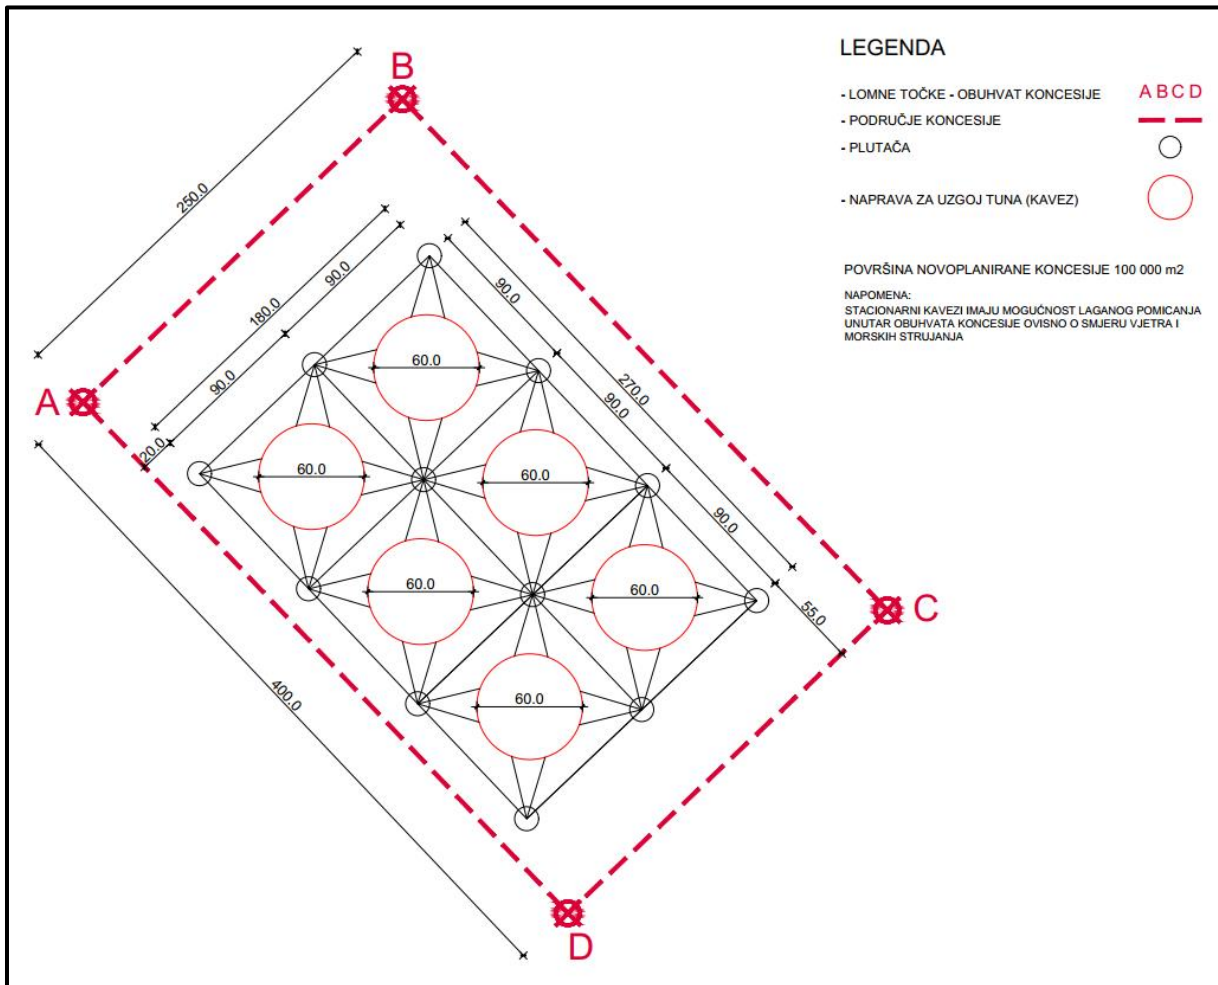 LEGENDA
- LOMNE TOČKE - OBUHVAT KONCESIJE
A B C D
- PODRUČJE KONCESIJE
- PLUTAČA
- NAPRAVA ZA UZGOJ TUNA (KAVEZ)
POVRŠINA NOVOPLANIRANE KONCESIJE 100 000 m2
NAPOMENA:
STACIONARNI KAVEZI IMAJU MOGUĆNOST LAGANOG POMICANJA
UNUTAR OBUHVATA KONCESIJE OVISNO O SMJERU VJETRA I
MORSKIH STRUJANJA
B
250.0
90.0
180.0
90.0
90.0
270.0
60.0
90.0
A
20.0
60.0
60.0
90.0
60.0
60.0
C
55.0
400.0
60.0
D